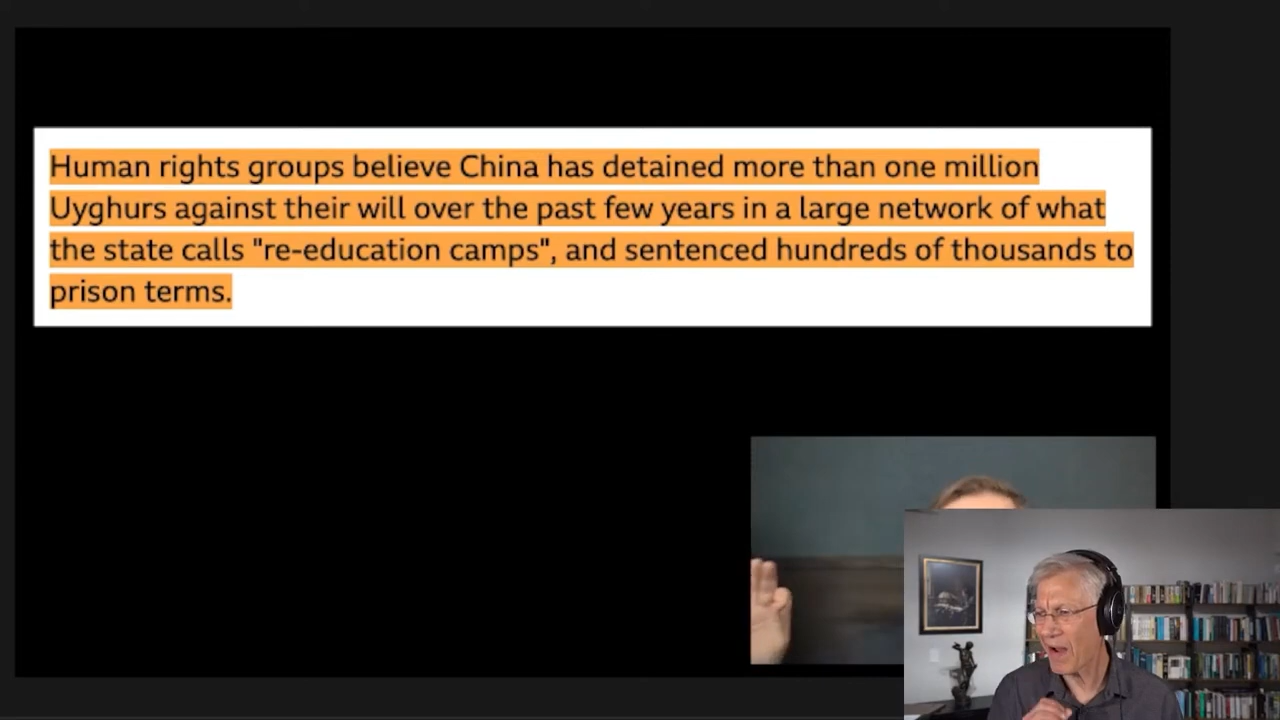 Human rights groups believe China has detained more than one million
Uyghurs against their will over the past few years in a large network of what
the state calls "re-education camps", and sentenced hundreds of thousands to
prison terms.